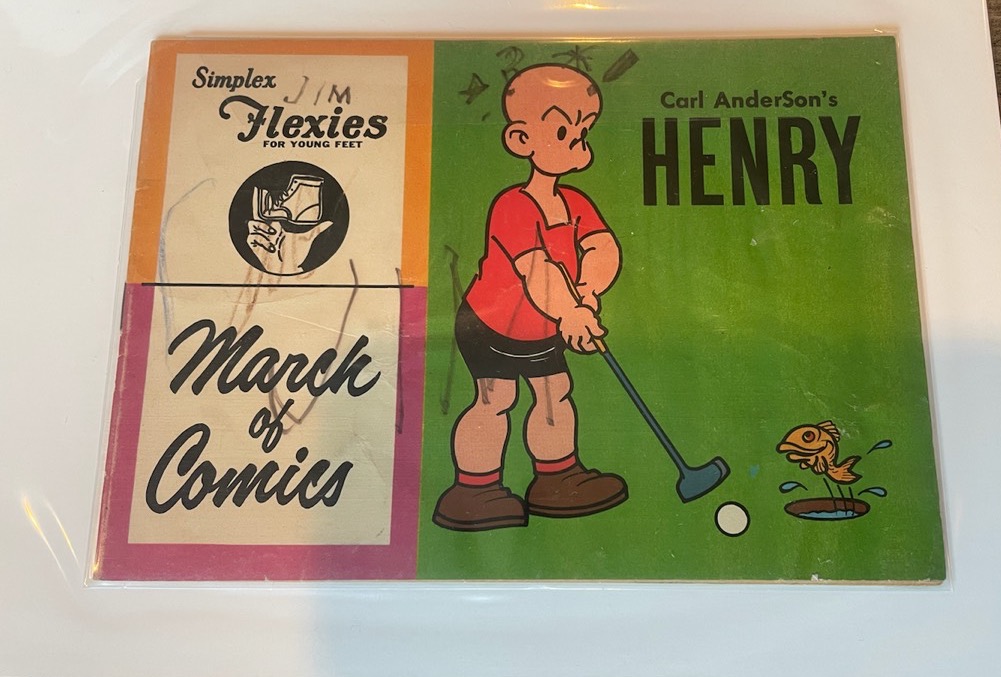 Simplex
JIM
Flexies
FOR YOUNG FEET
March
of
Comics
Carl AnderSon's
HENRY